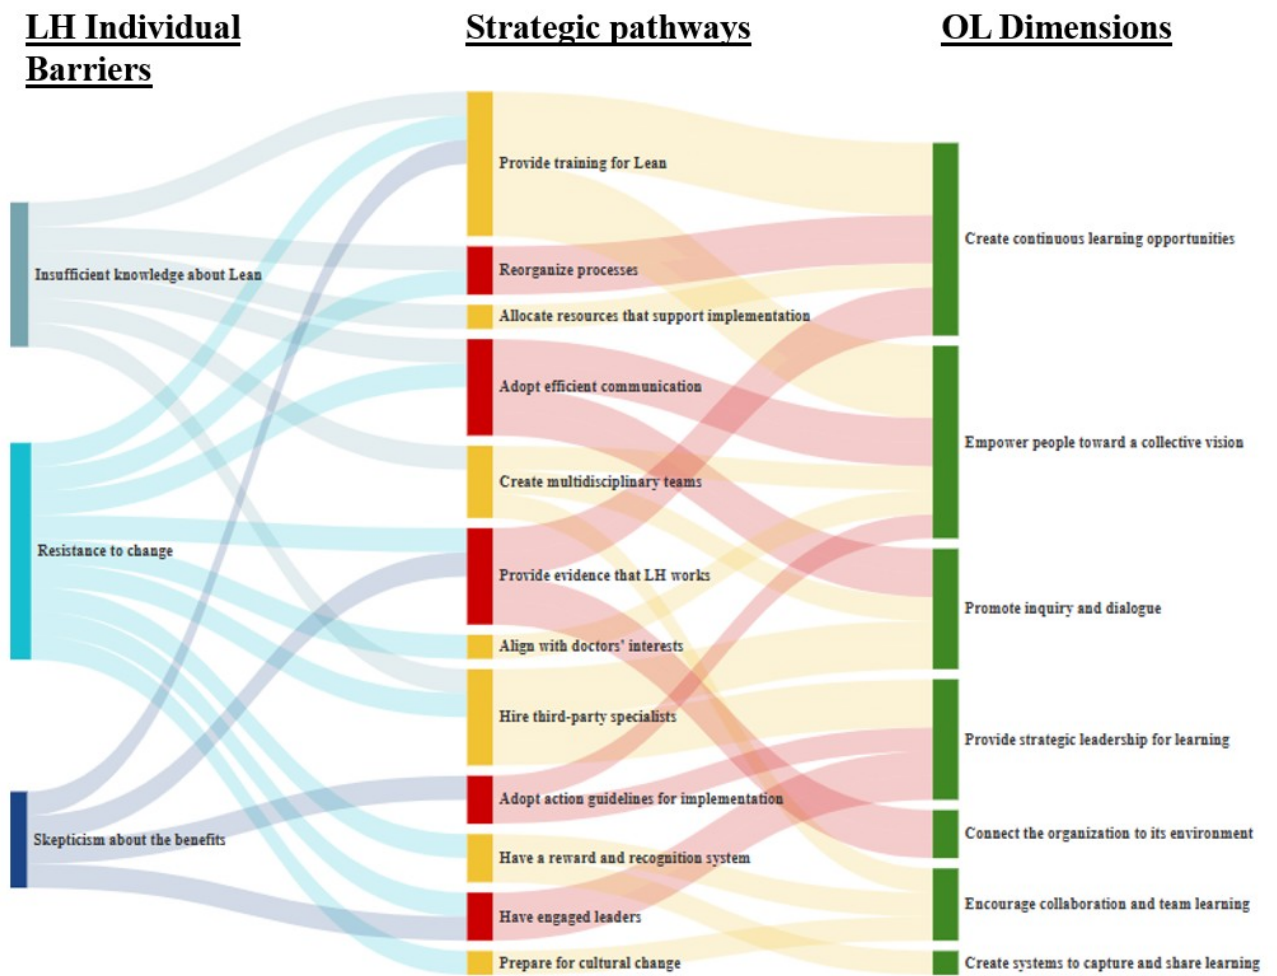 LH Individual
Barriers
Strategic pathways
OL Dimensions
Insufficient knowledge about Lean
Resistance to change
Skepticism about the benefits
Provide training for Lean
Reorganize processes
Allocate resources that support implementation
Adopt efficient communication
Create multidisciplinary teams
Provide evidence that LH works
Align with doctors' interests
Hire third-party specialists
Adopt action guidelines for implementation
Have a reward and recognition system
Have engaged leaders
Prepare for cultural change
Create continuous learning opportunities
Empower people toward a collective vision
Promote inquiry and dialogue
Provide strategic leadership for learning
Connect the organization to its environment
Encourage collaboration and team learning
Create systems to capture and share learning